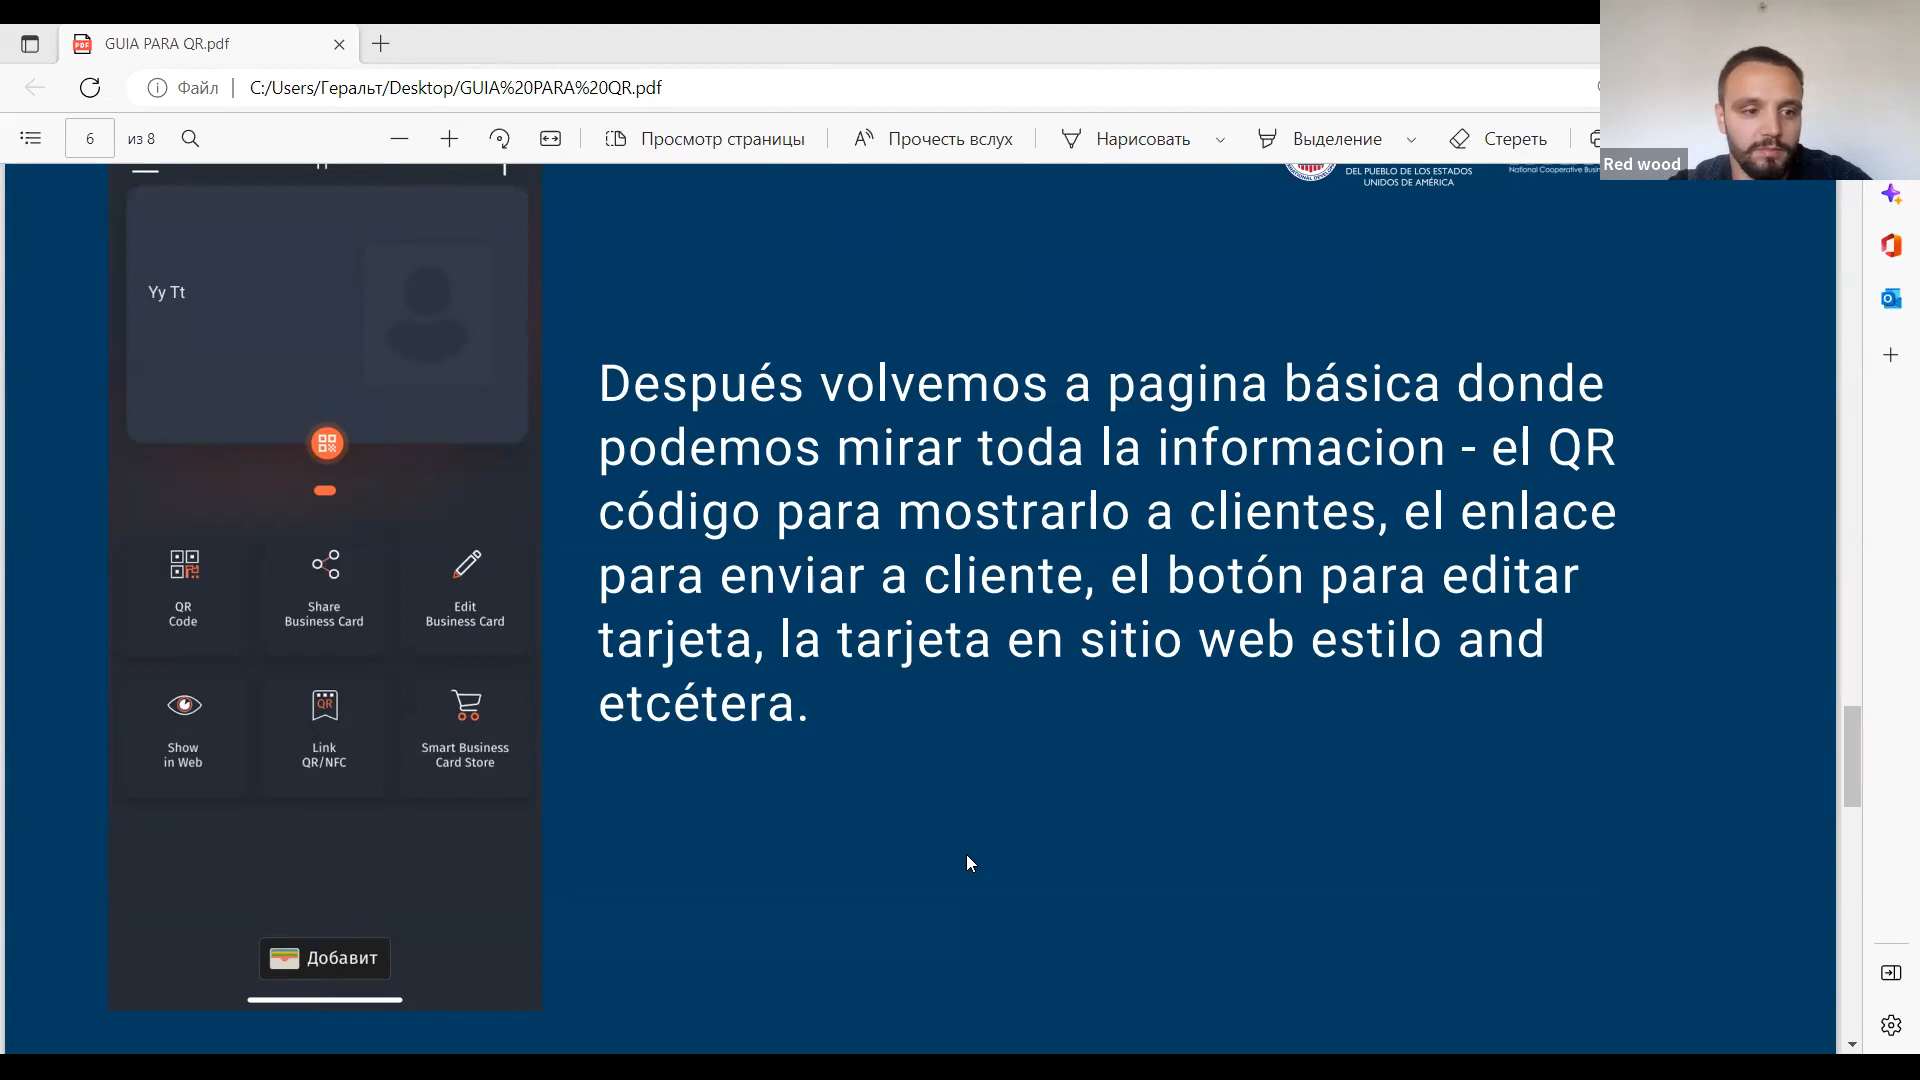 GUIA PARA QR.pdf
Файл
C:/Users/Геральт/Desktop/GUIA%20PARA%20QR.pdf
6 из 8
Просмотр страницы
Прочесть вслух
Нарисовать
Выделение
Стереть
Red wood
DEL PUEBLO DE LOS ESTADOS
UNIDOS DE AMÉRICA
National Cooperative
Yy Tt
Después volvemos a pagina básica donde
podemos mirar toda la informacion - el QR
código para mostrarlo a clientes, el enlace
para enviar a cliente, el botón para editar
tarjeta, la tarjeta en sitio web estilo and
etcétera.
QR
Code
Share
Business Card
Edit
Business Card
QR
Show
in Web
Link
QR/NFC
Smart Business
Card Store
Добавит